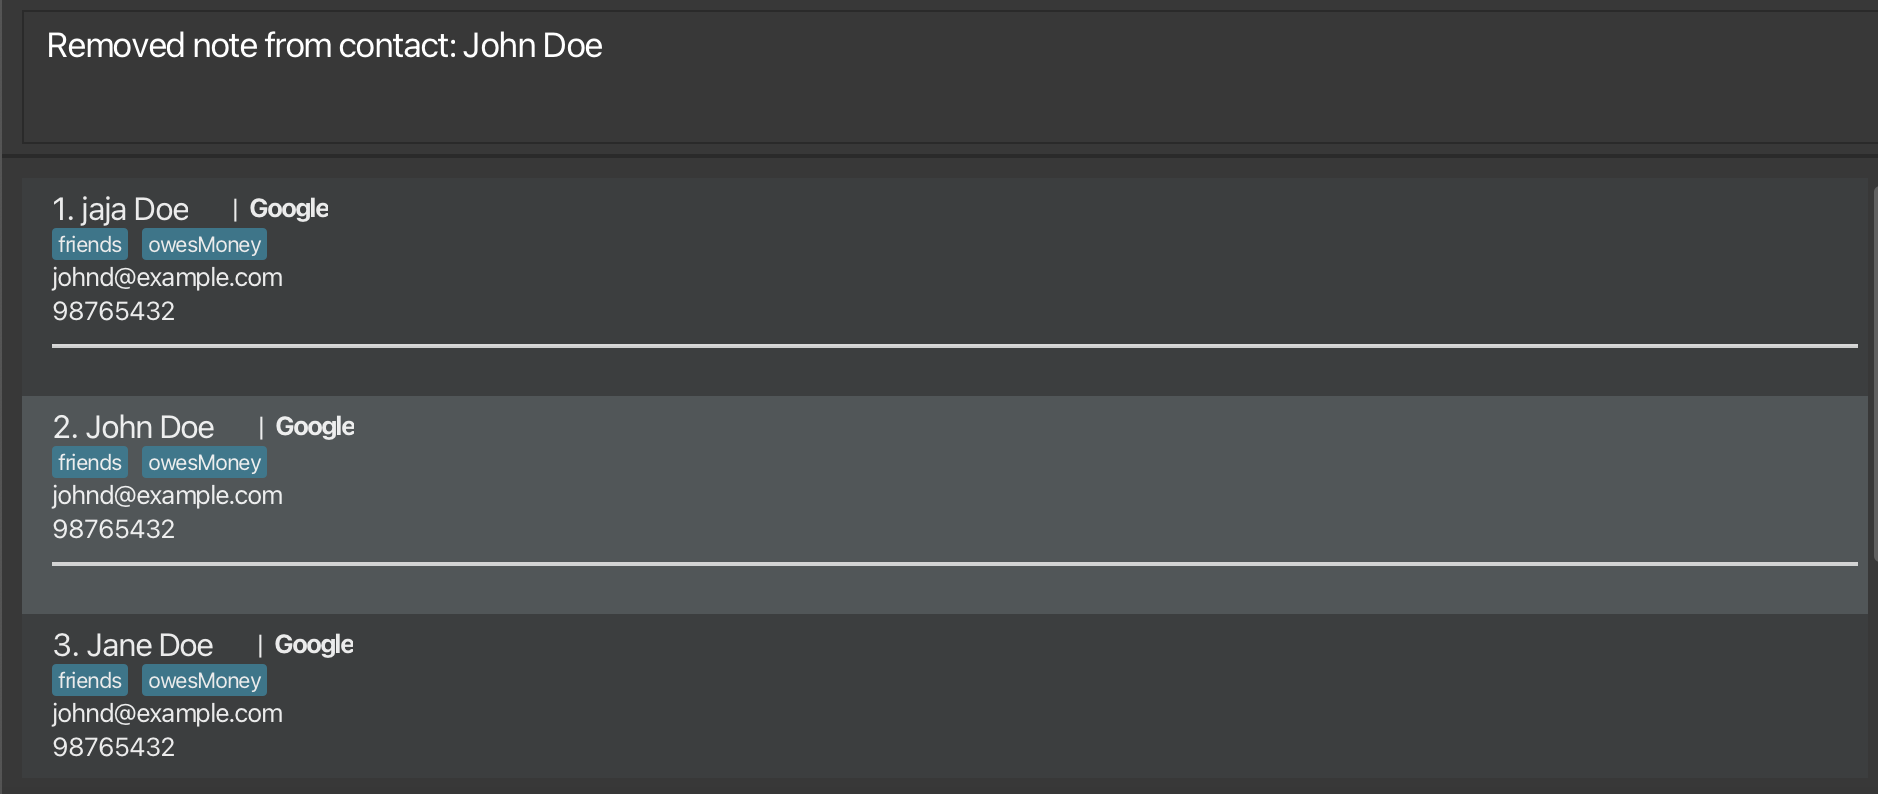 Removed note from contact: John Doe
1. jaja Doe | Google
friends owesMoney
johnd@example.com
98765432
2. John Doe | Google
friends owesMoney
johnd@example.com
98765432
3. Jane Doe | Google
friends owesMoney
johnd@example.com
98765432